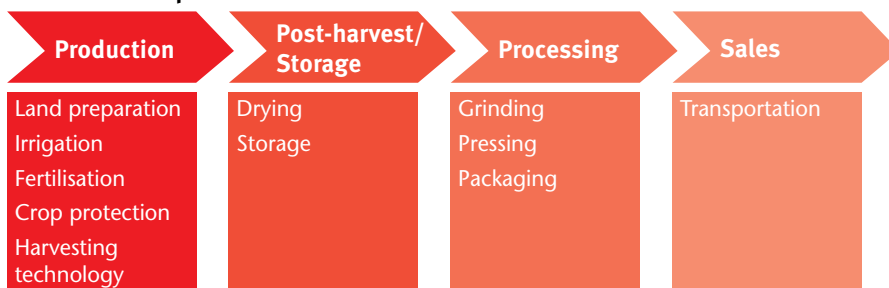 Production
Land preparation
Irrigation
Fertilisation
Crop protection
Harvesting
technology
Post-harvest/
Storage
Drying
Storage
Processing
Grinding
Pressing
Packaging
Sales
Transportation